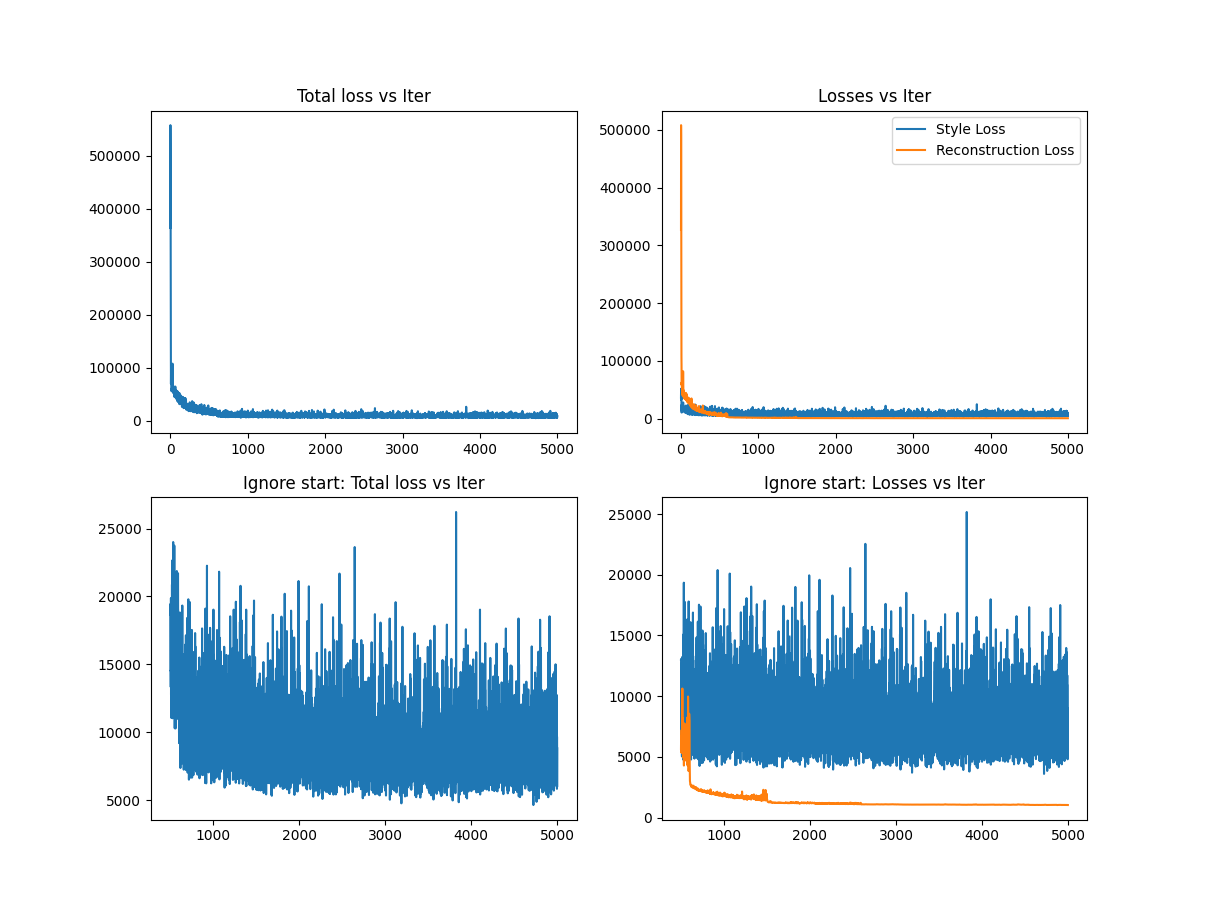 Total loss vs Iter
500000
400000
300000
200000
100000
0
0 1000 2000 3000 4000 5000
Losses vs Iter
Style Loss
Reconstruction Loss
500000
400000
300000
200000
100000
0
0 1000 2000 3000 4000 5000
Ignore start: Total loss vs Iter
25000
20000
15000
10000
5000
1000 2000 3000 4000 5000
Ignore start: Losses vs Iter
25000
20000
15000
10000
5000
0
1000 2000 3000 4000 5000